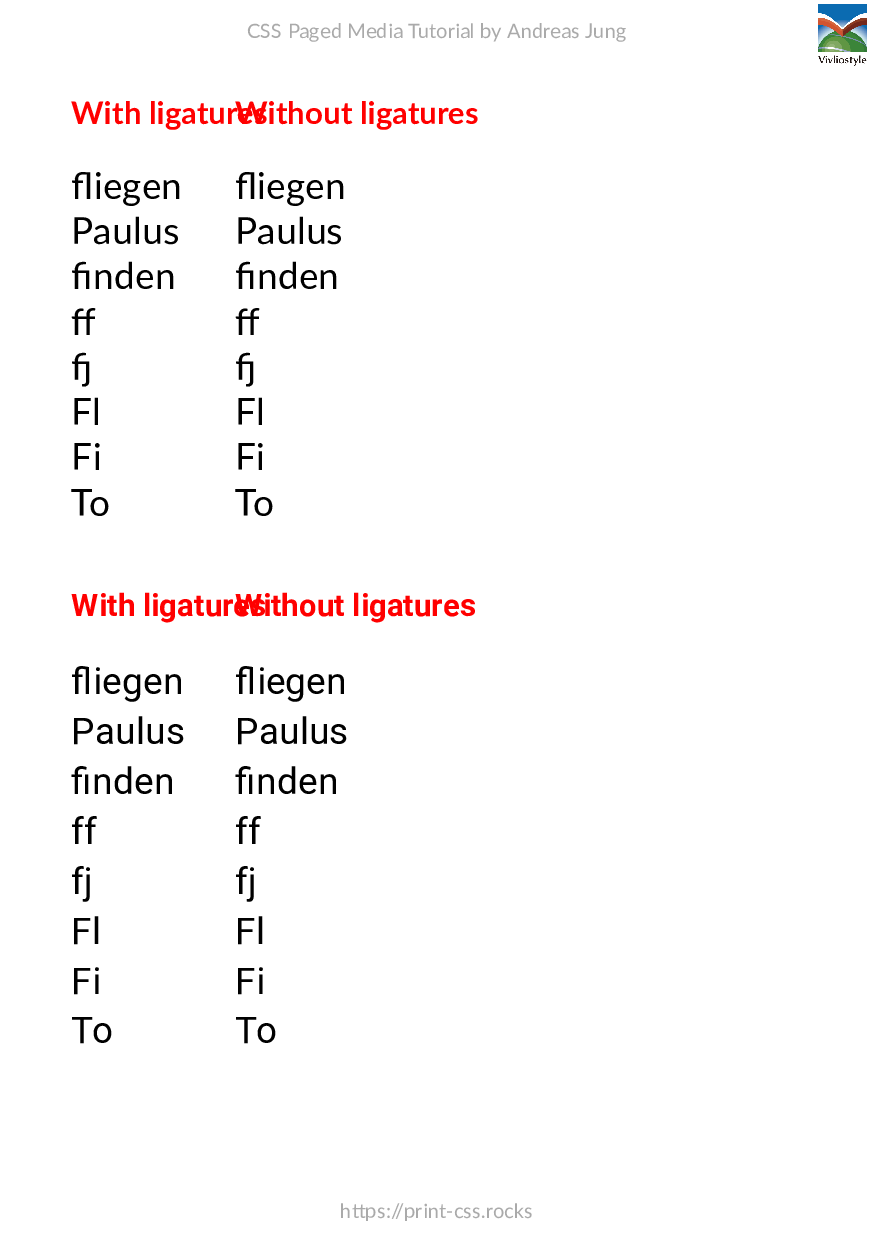 CSS Paged Media Tutorial by Andreas Jung
Vivliostyle
With ligatures Without ligatures
fliegen fliegen
Paulus Paulus
finden finden
ff ff
fj fj
Fl Fl
Fi Fi
To To
With ligatures Without ligatures
fliegen fliegen
Paulus Paulus
finden finden
ff ff
fj fj
Fl Fl
Fi Fi
To To
https://print-css.rocks